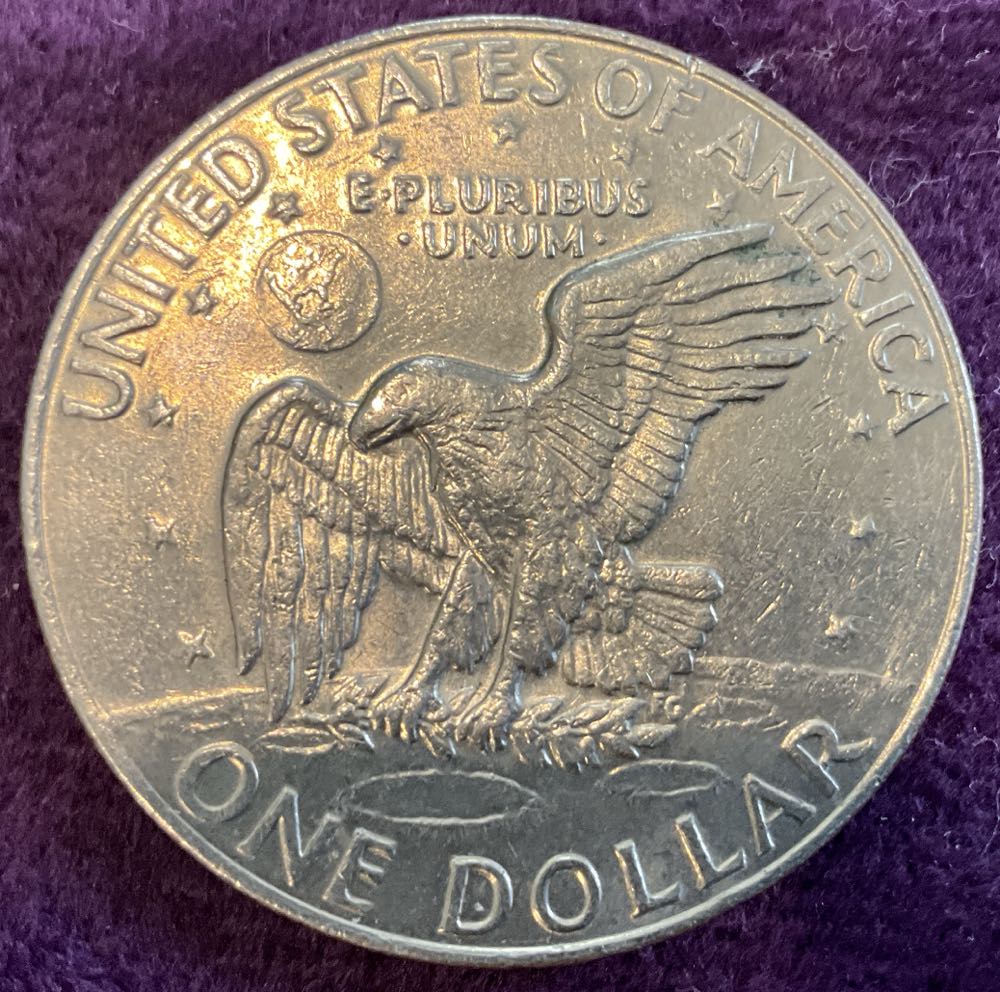 UNITED STATES OF AMERICA
E·PLURIBUS
·UNUM·
ONE DOLLAR